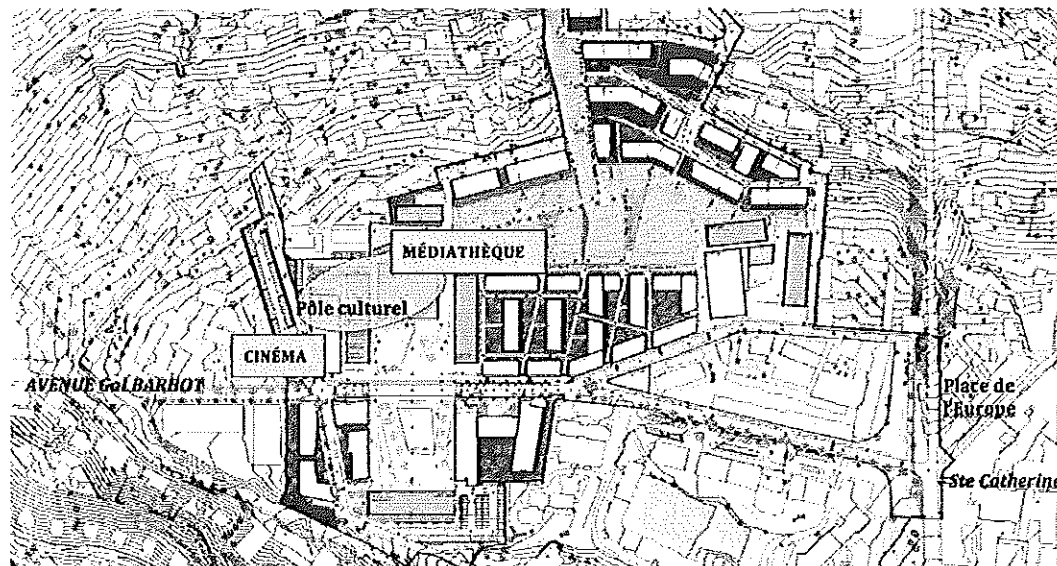 MÉDIATHÈQUE
Pôle culturel
CINÉMA
AVENUE Gal BARBOT
Place de
l'Europe
Ste Catherine